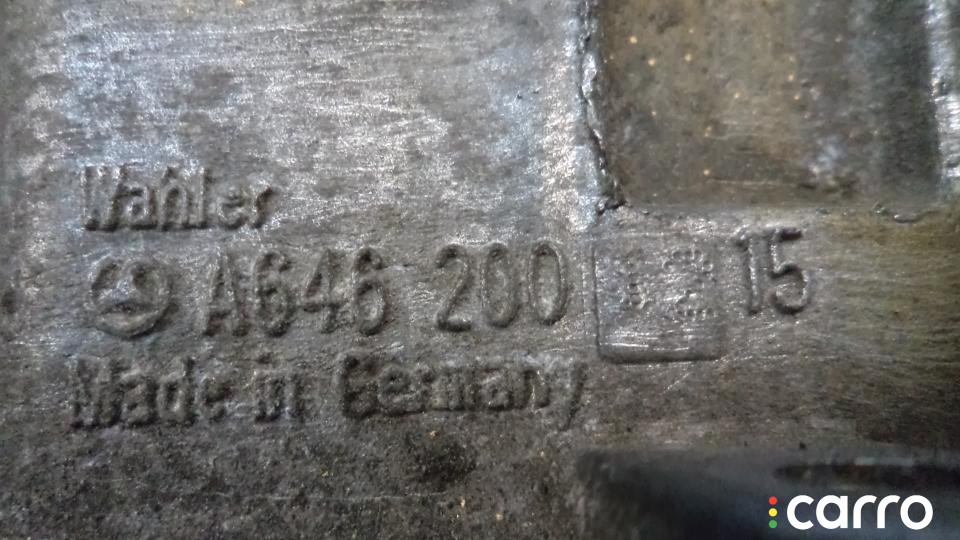 Wahler
A646 200 15
Made in Germany
carro